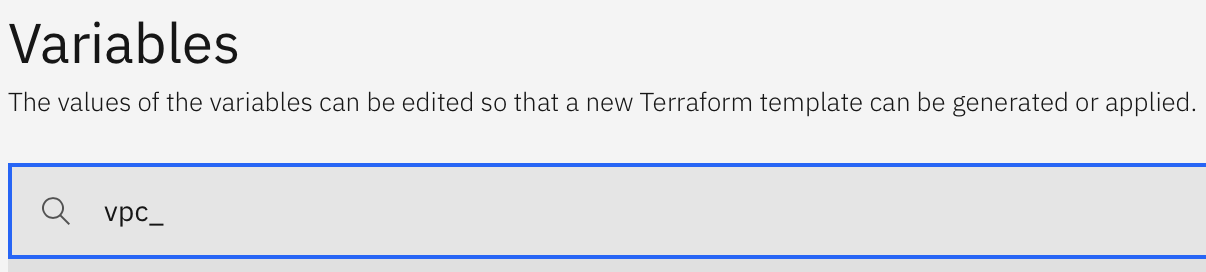 Variables
The values of the variables can be edited so that a new Terraform template can be generated or applied.
vpc_